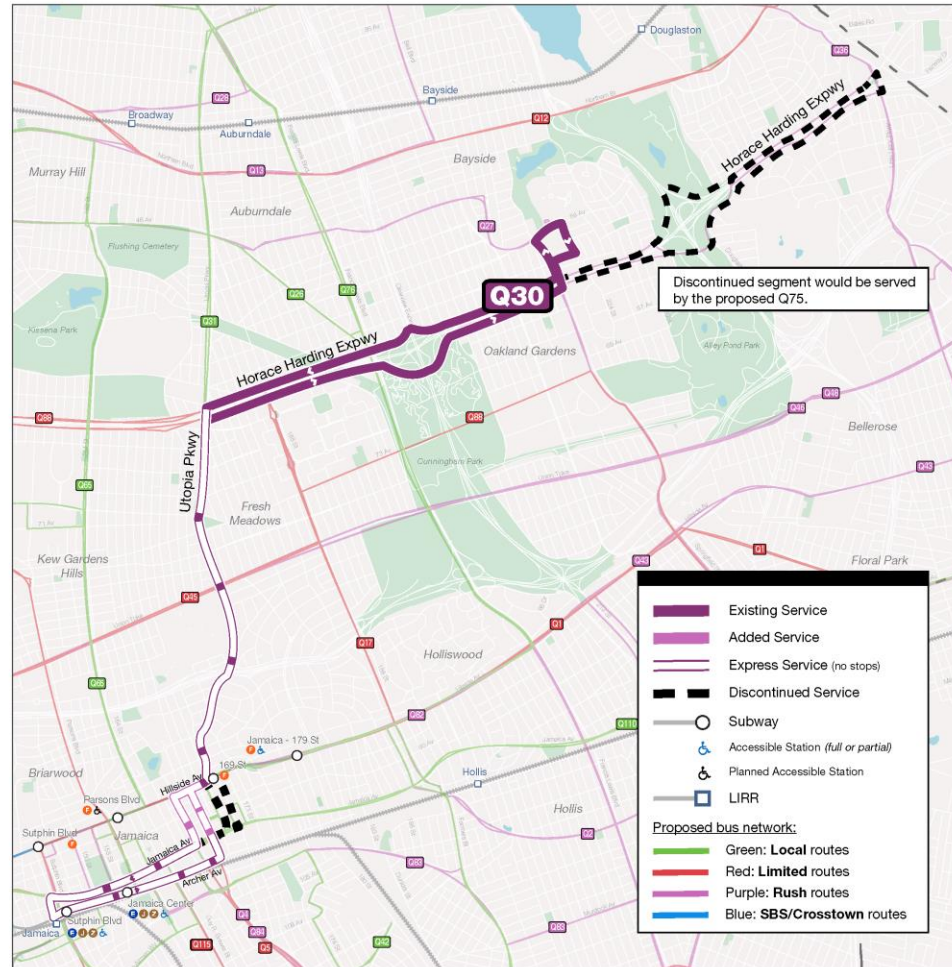 Douglaston
Q36
Q28
Bayside
Broadway
Auburndale
Q12
Horace Harding Expwy
Bayside
Murray Hill
Q13
Auburndale
Q27
Flushing Cemetery
Q30
Discontinued segment would be served
by the proposed Q75.
Q26
Q76
Kissena Park
Q31
Oakland Gardens
Alley Pond Park
Horace Harding Expwy
Q88
Q88
Q46
Q48
Bellerose
Utopia Pkwy
Cunningham Park
Q43
Q65
Fresh
Meadows
Kew Gardens
Hills
Q43
Q1
Floral Park
Q45
Q1
Q17
Holliswood
Q65
Jamaica - 179 St
F
Q82
Q110
169 St
F
Hillside Av
Hollis
Briarwood
Parsons Blvd
F
Sutphin Blvd
F
Jamaica
Hollis
Q2
Jamaica Av
Archer Av
Q83
Jamaica Center
E J Z
Sutphin Blvd
Jamaica
E J Z
Q4
Q84
Q5
Q115
Q42
Q83
Existing Service
Added Service
Express Service (no stops)
Discontinued Service
Subway
Accessible Station (full or partial)
Planned Accessible Station
LIRR
Proposed bus network:
Green: Local routes
Red: Limited routes
Purple: Rush routes
Blue: SBS/Crosstown routes